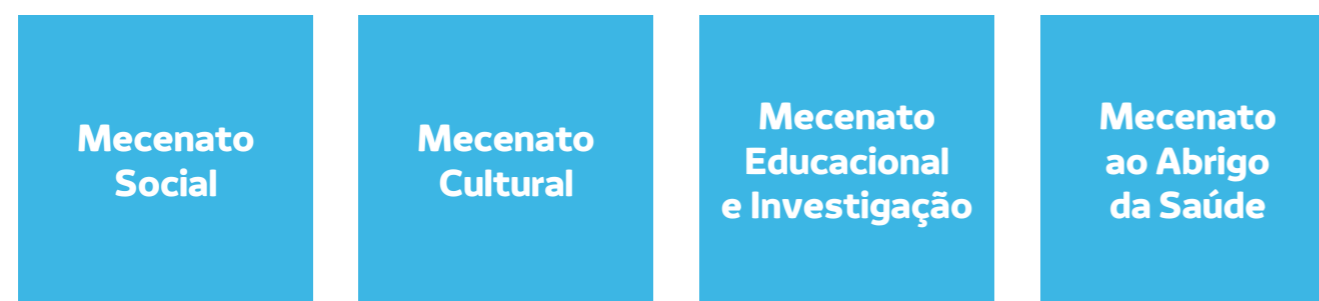 Mecenato
Social
Mecenato
Cultural
Mecenato
Educacional
e Investigação
Mecenato
ao Abrigo
da Saúde